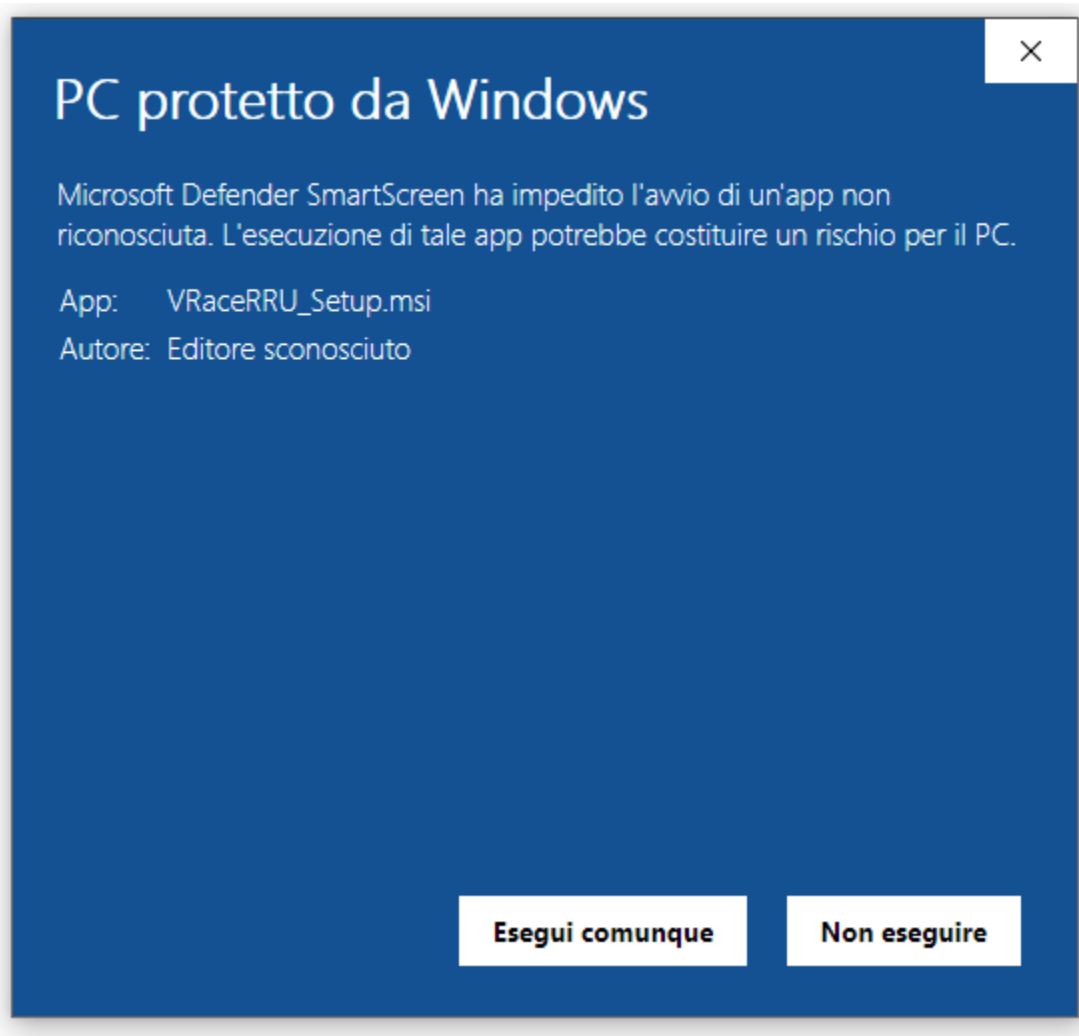 PC protetto da Windows
Microsoft Defender SmartScreen ha impedito l'avvio di un'app non
riconosciuta. L'esecuzione di tale app potrebbe costituire un rischio per il PC.
App: VRaceRRU_Setup.msi
Autore: Editore sconosciuto
Esegui comunque Non eseguire